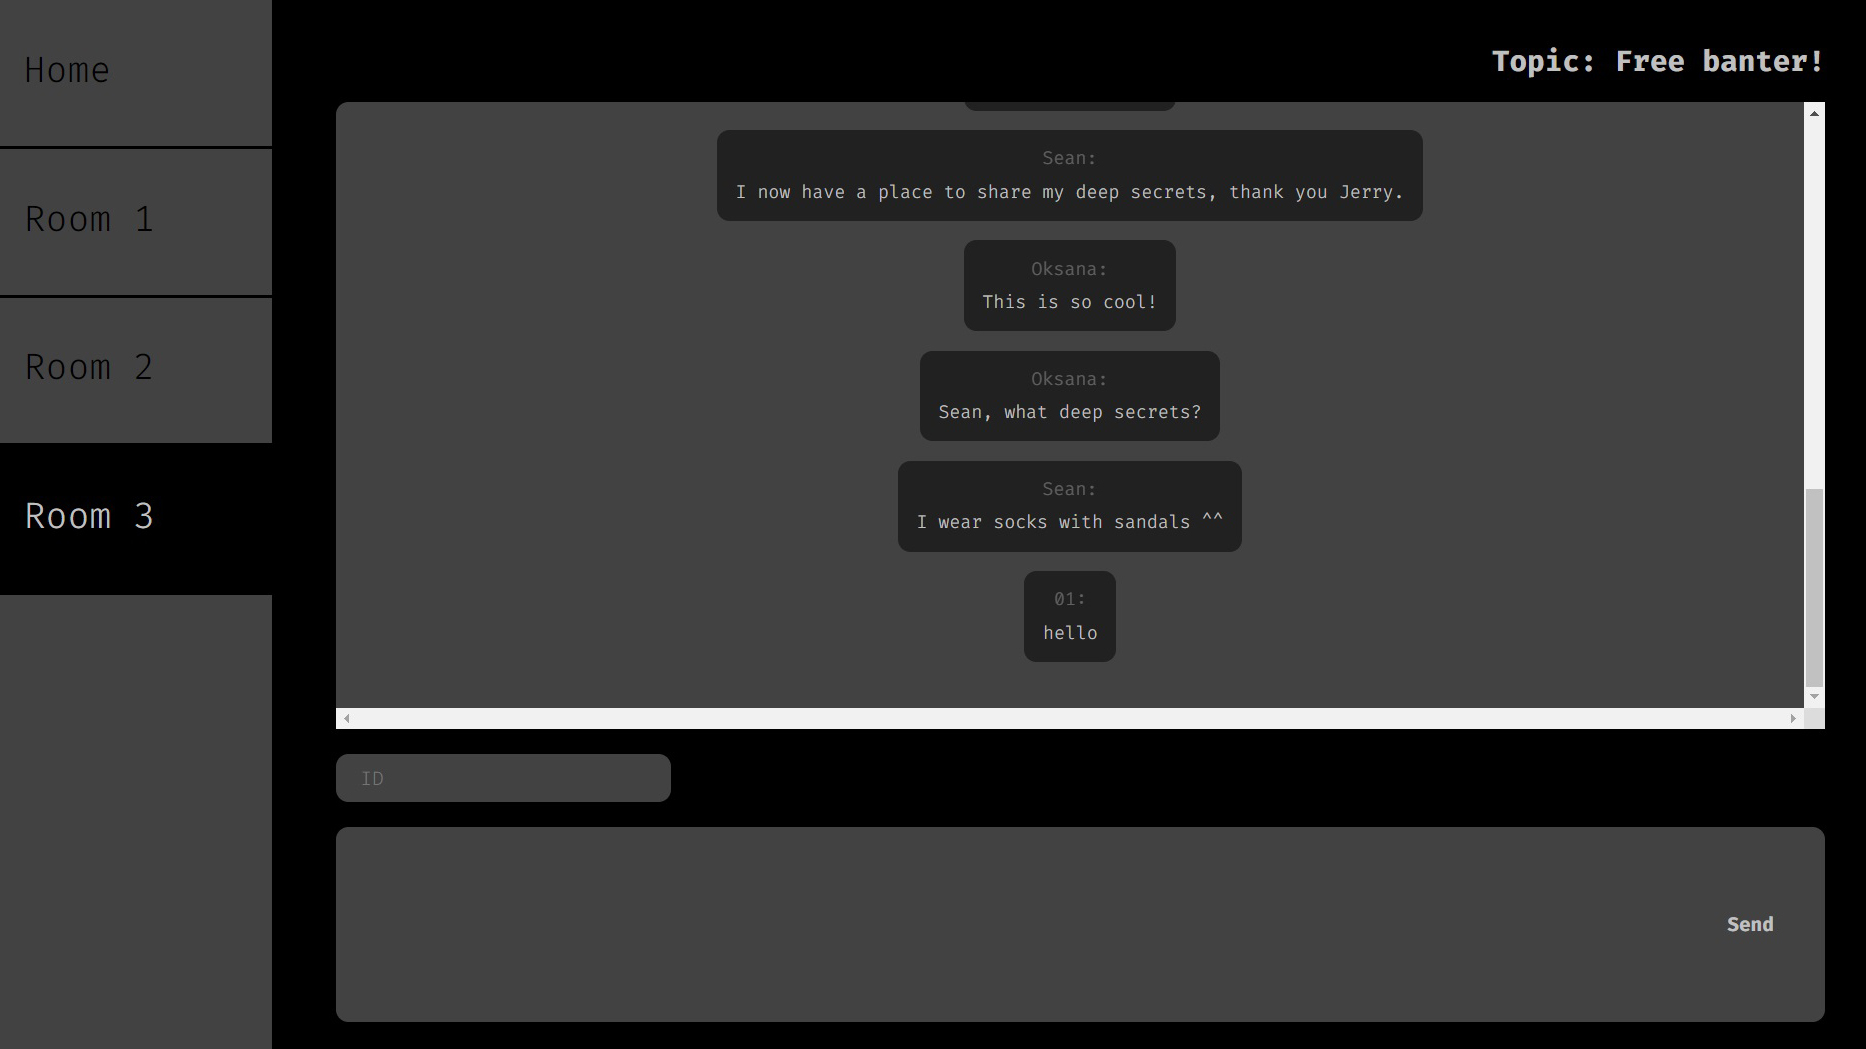 Home
Room 1
Room 2
Room 3
Topic: Free banter!
Sean:
I now have a place to share my deep secrets, thank you Jerry.
Oksana:
This is so cool!
Oksana:
Sean, what deep secrets?
Sean:
I wear socks with sandals ^^
01:
hello
ID
Send